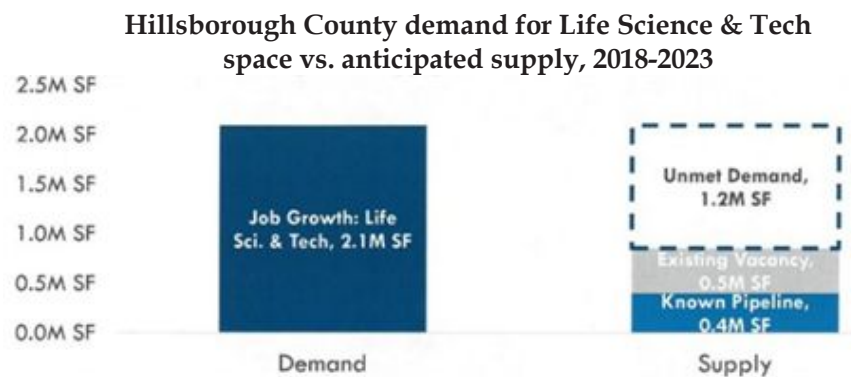 Hillsborough County demand for Life Science & Tech
space vs. anticipated supply, 2018-2023
2.5M SF
2.0M SF
1.5M SF
1.0M SF
0.5M SF
0.0M SF
Job Growth: Life
Sci. & Tech, 2.1M SF
Unmet Demand,
1.2M SF
Existing Vacancy,
0.5M SF
Known Pipeline,
0.4M SF
Demand
Supply